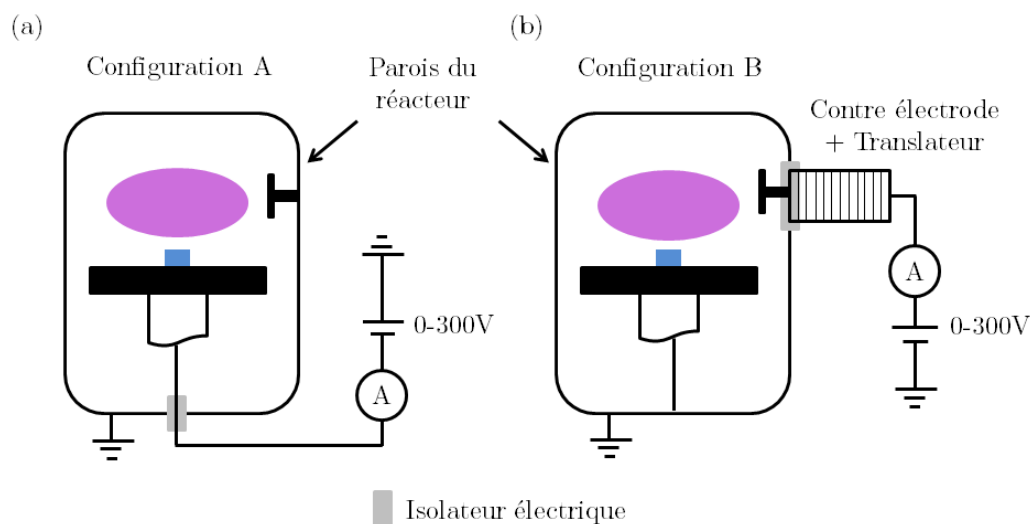 (a)
Configuration A
Parois du
réacteur
0-300V
A
(b)
Configuration B
Contre électrode
+ Translateur
A
0-300V
Isolateur électrique